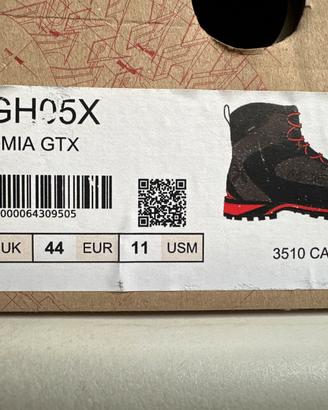 GH05X
MIA GTX
000064309505
UK 44 EUR 11 USM
3510 CA